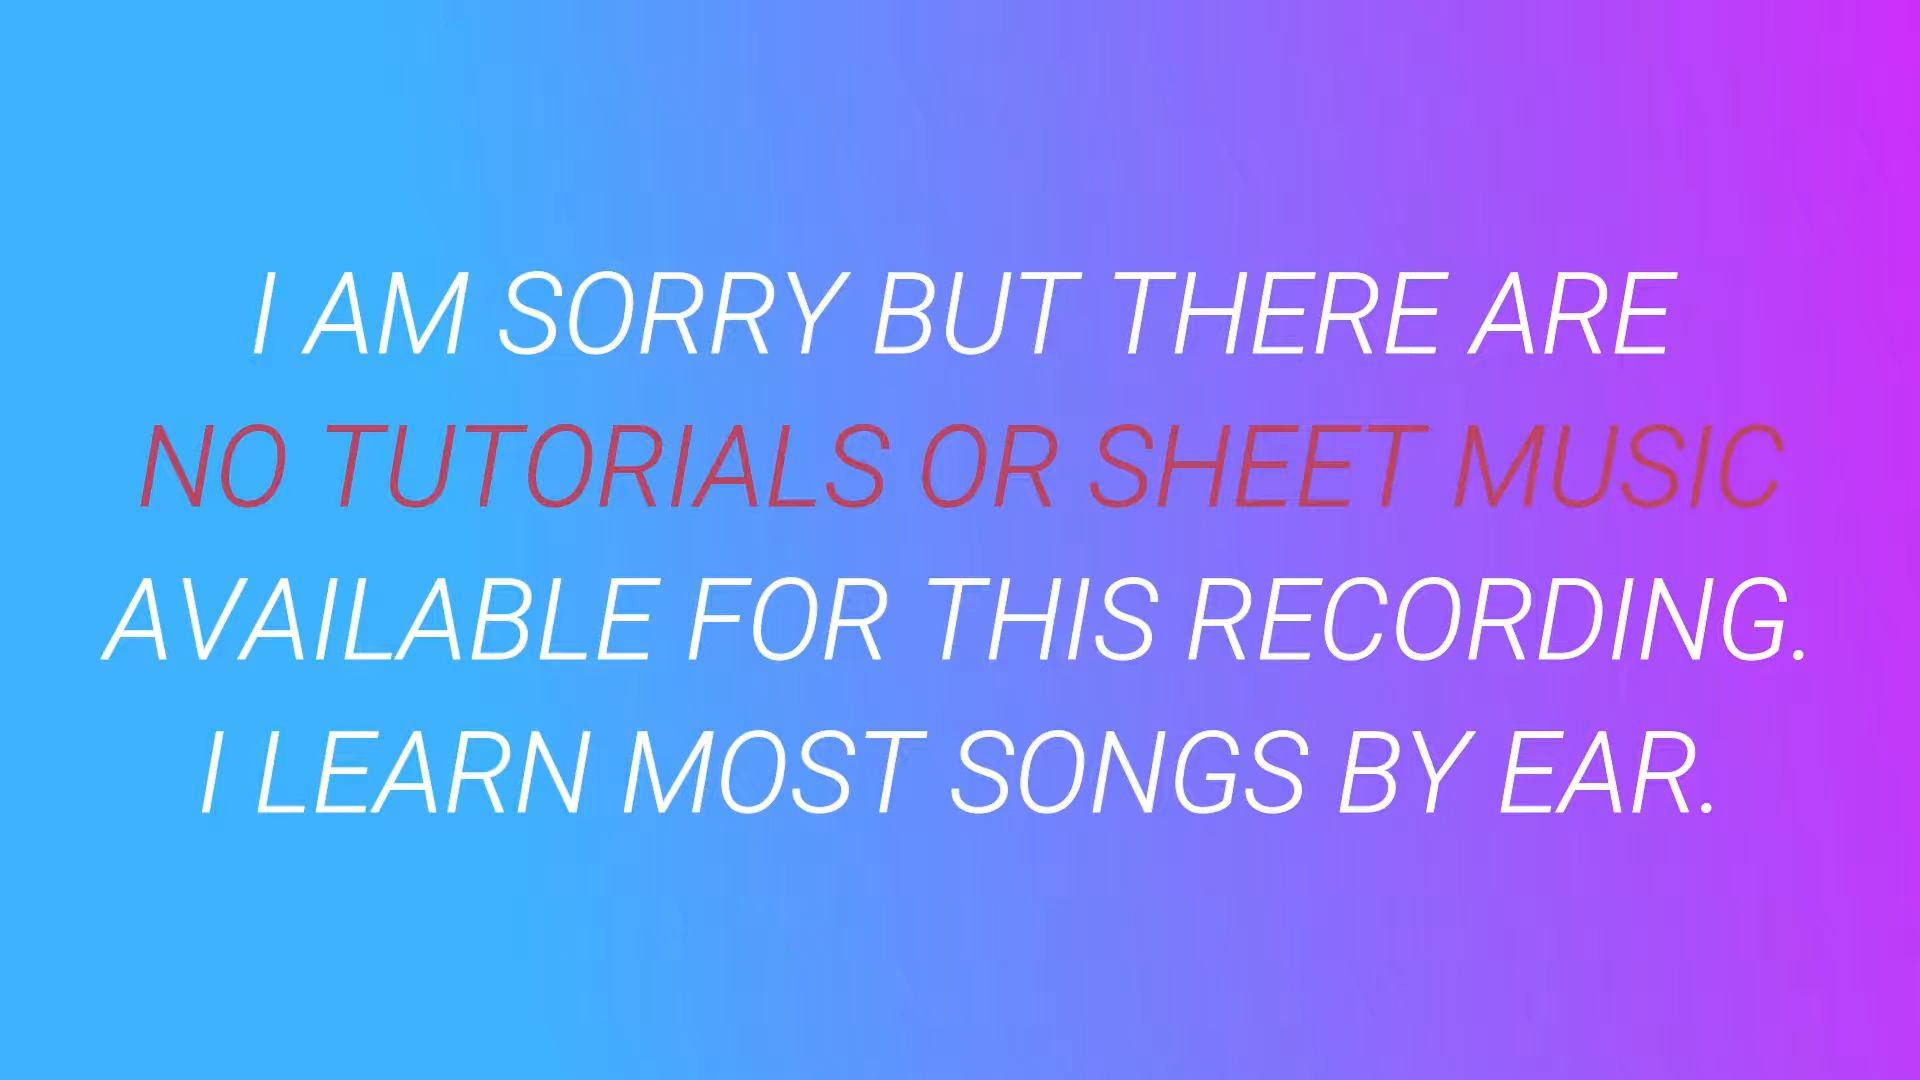 I AM SORRY BUT THERE ARE
NO TUTORIALS OR SHEET MUSIC
AVAILABLE FOR THIS RECORDING.
I LEARN MOST SONGS BY EAR.